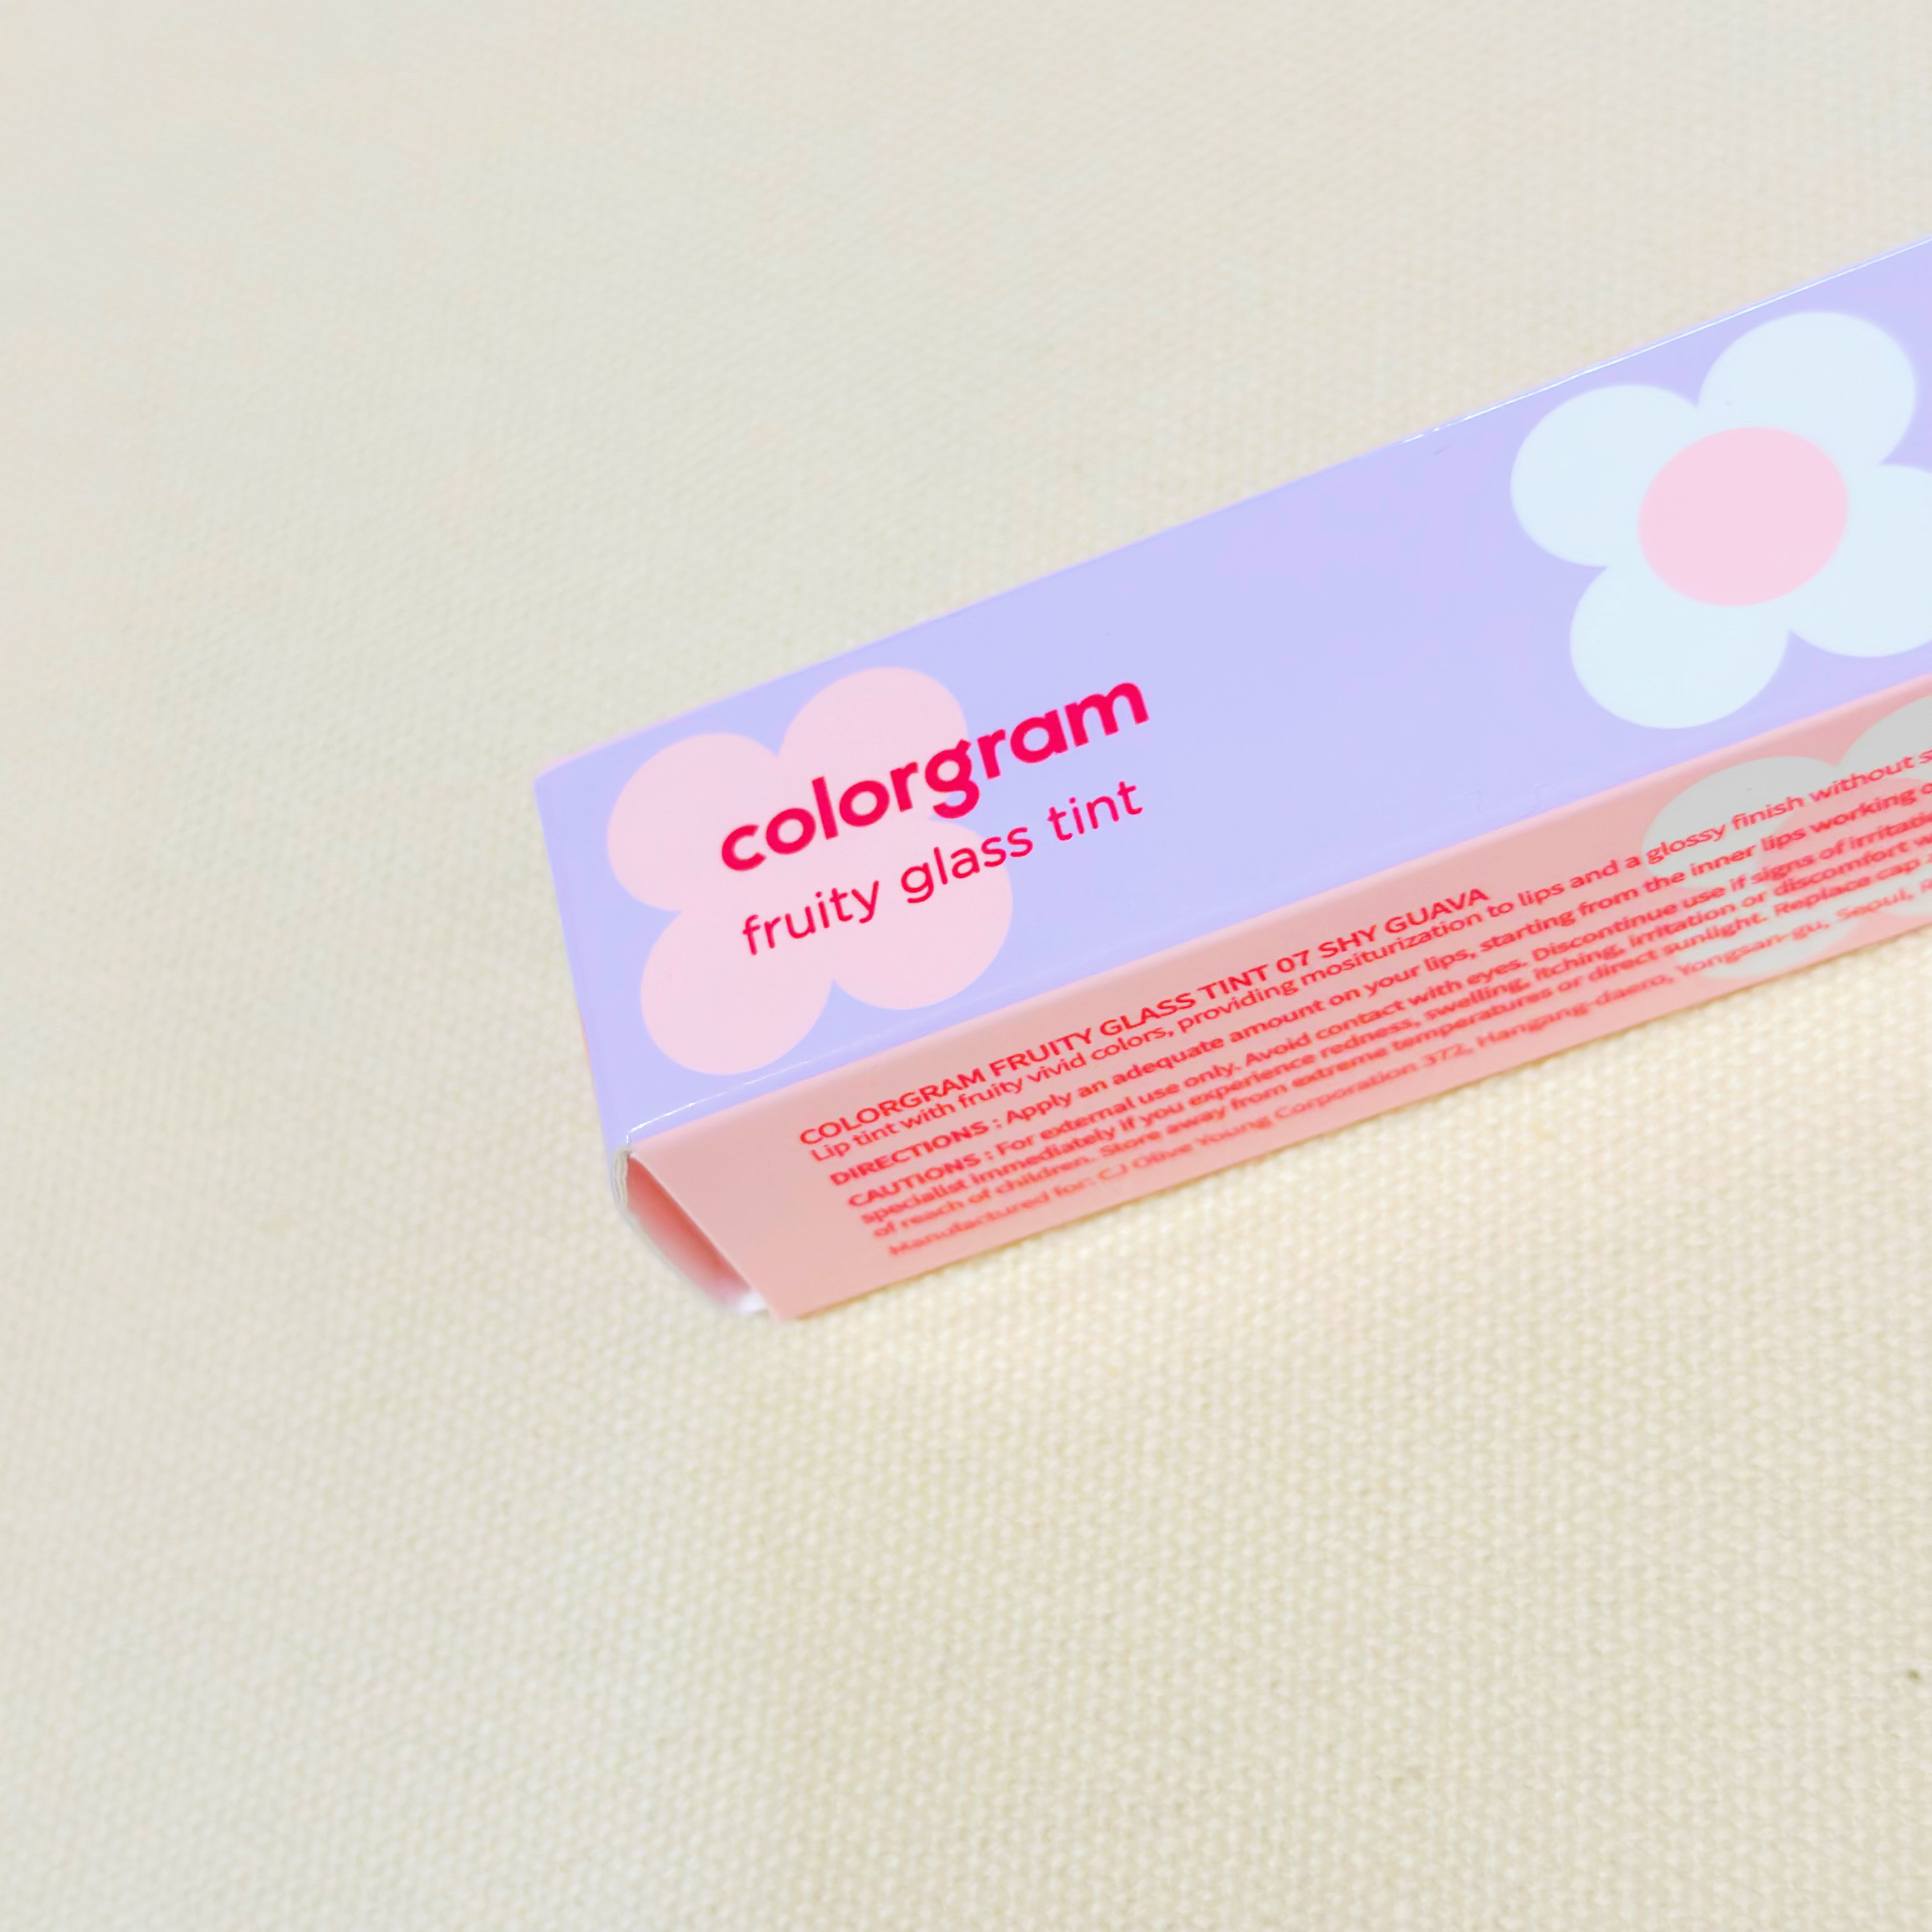 colorgram
fruity glass tint
COLORGRAM FRUITY GLASS TINT 07 SHY GUAVA
Lip tint with fruity vivid colors, providing mositurization to lips and a glossy finish without
DIRECTIONS : Apply an adequate amount on your lips, starting from the inner lips working
CAUTIONS : For external use only. Avoid contact with eyes. Discontinue use if signs of
specialist immediately if you experience redness, swelling, itching, irritation or discomfort
of reach of children. Store away from extreme temperatures or direct sunlight. Replace cap
Manufactured for: CJ Olive Young Corporation 372, Hangang-daero, Yongsan-gu, Seoul,